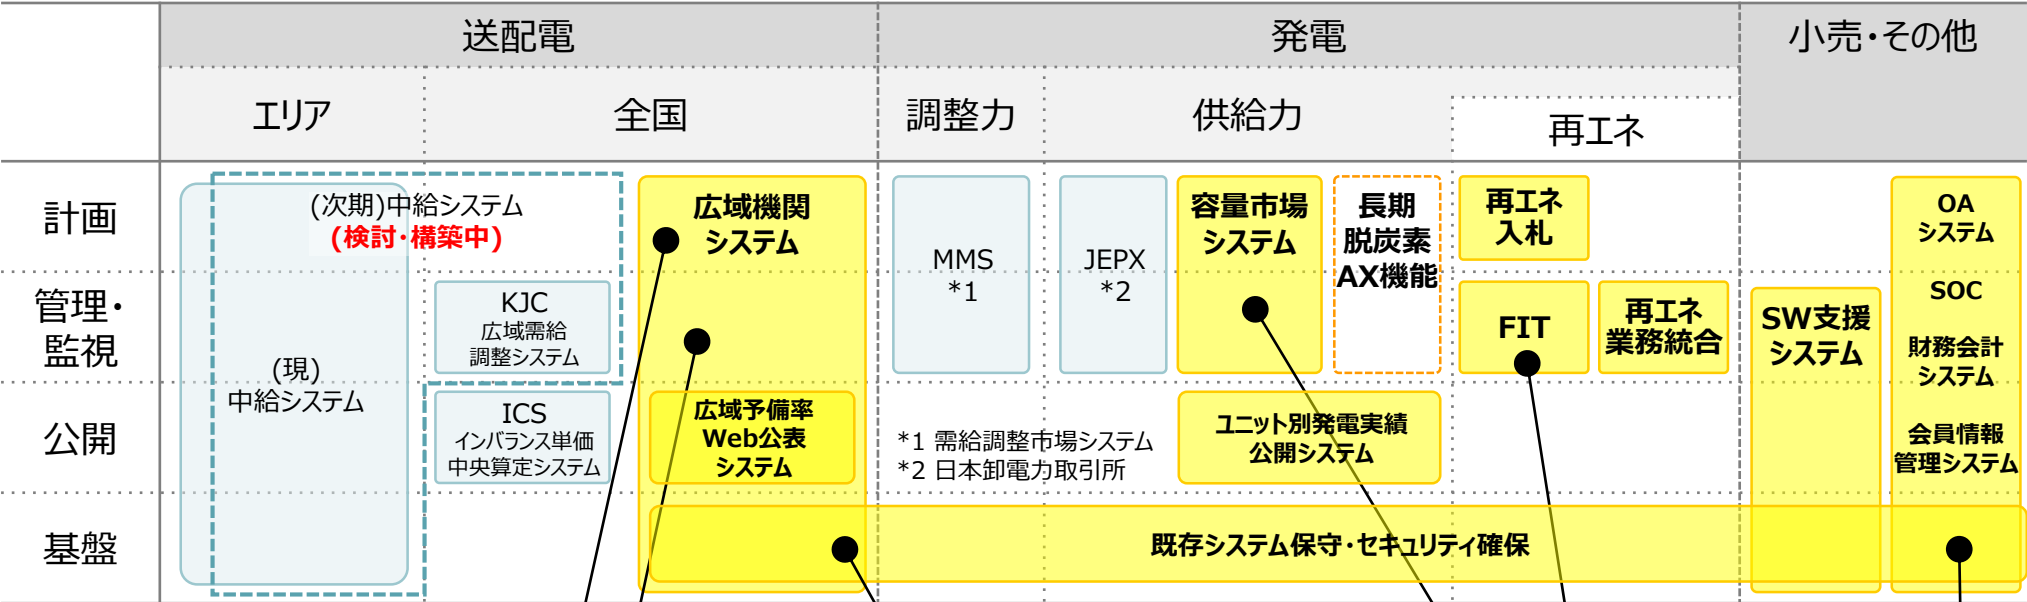 送配電
発電
小売・その他
エリア
全国
調整力
供給力
再エネ
計画
管理・
監視
公開
基盤
(現)
中給システム
(次期)中給システム
(検討・構築中)
KJC
広域需給
調整システム
ICS
インバランス単価
中央算定システム
広域機関
システム
広域予備率
Web公表
システム
MMS
*1
JEPX
*2
容量市場
システム
長期
脱炭素
AX機能
*1 需給調整市場システム
*2 日本卸電力取引所
ユニット別発電実績
公開システム
再エネ
入札
FIT
再エネ
業務統合
SW支援
システム
OA
システム
SOC
財務会計
システム
会員情報
管理システム
既存システム保守・セキュリティ確保